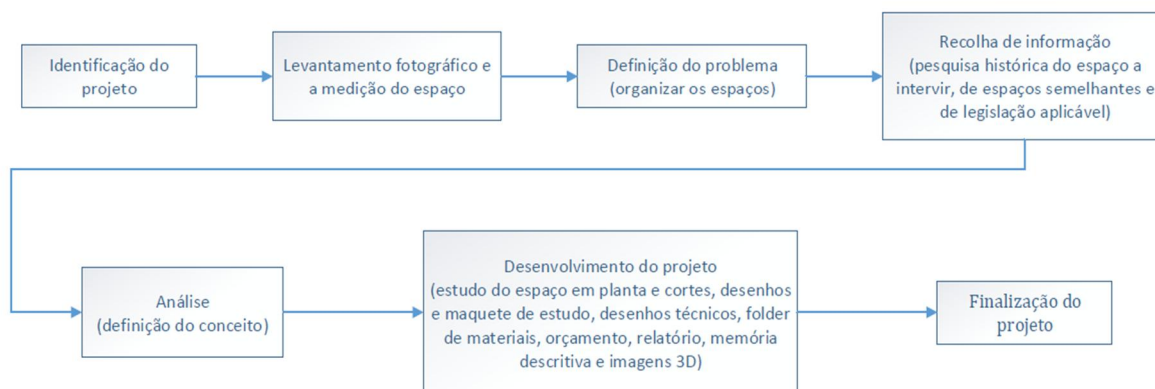 Identificação do
projeto
Levantamento fotográfico e
a medição do espaço
Definição do problema
(organizar os espaços)
Recolha de informação
(pesquisa histórica do espaço a
intervir, de espaços semelhantes e
de legislação aplicável)
Análise
(definição do conceito)
Desenvolvimento do projeto
(estudo do espaço em planta e cortes, desenhos
e maquete de estudo, desenhos técnicos, folder
de materiais, orçamento, relatório, memória
descritiva e imagens 3D)
Finalização do
projeto